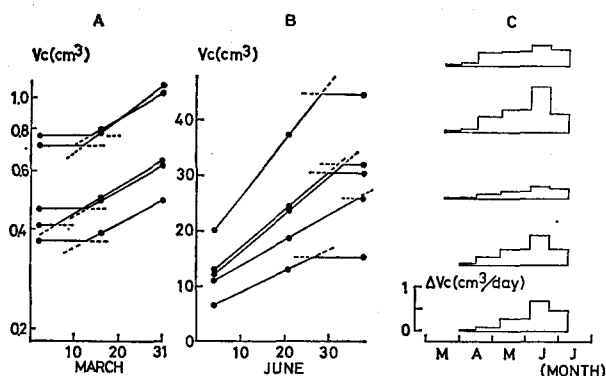 A
B
C
Vc(cm³)
Vc(cm³)
1,0
0,8
0,6
0,4
0,2
10
20
31
MARCH
40
30
20
10
0
10
20
30
JUNE
ΔVc(cm³/day)
1
0
M
A
M
J
J
(MONTH)